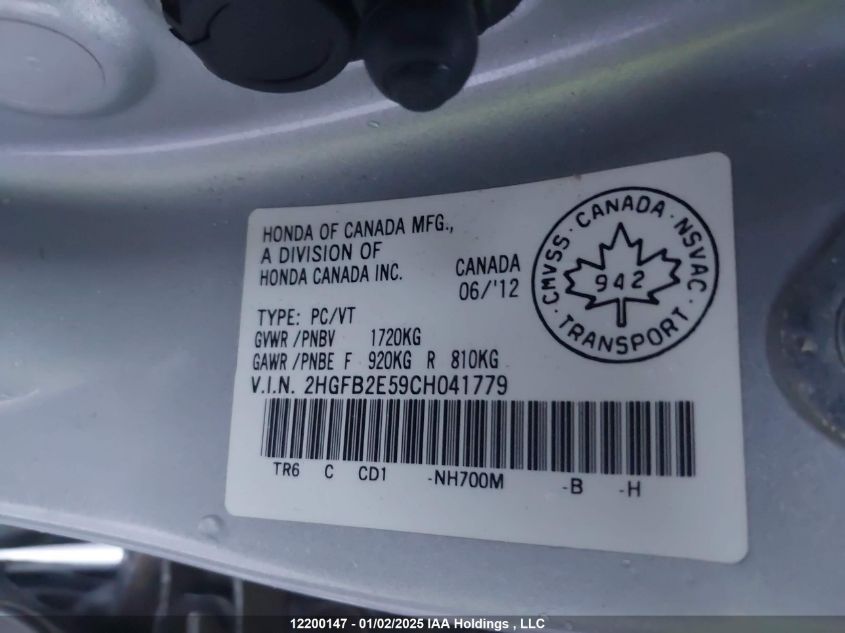 HONDA OF CANADA MFG.,
A DIVISION OF
HONDA CANADA INC.
CANADA
06/'12
CMVSS · CANADA · NSVAC
942
· TRANSPORT ·
TYPE: PC/VT
GVWR /PNBV 1720KG
GAWR /PNBE F 920KG R 810KG
V.I.N. 2HGFB2E59CH041779
TR6 C CD1 -NH700M -B -H
12200147 - 01/02/2025 IAA Holdings , LLC